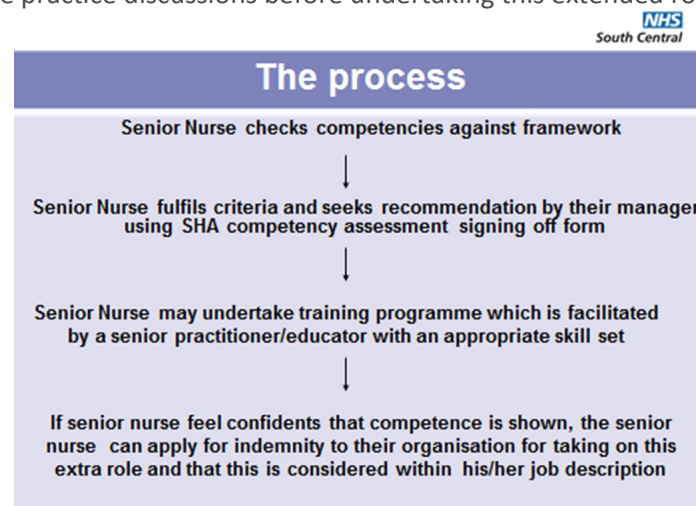 e practice discussions before undertaking this extended ro
NHS
South Central
The process
Senior Nurse checks competencies against framework
Senior Nurse fulfils criteria and seeks recommendation by their manager
using SHA competency assessment signing off form
Senior Nurse may undertake training programme which is facilitated
by a senior practitioner/educator with an appropriate skill set
If senior nurse feel confidents that competence is shown, the senior
nurse can apply for indemnity to their organisation for taking on this
extra role and that this is considered within his/her job description